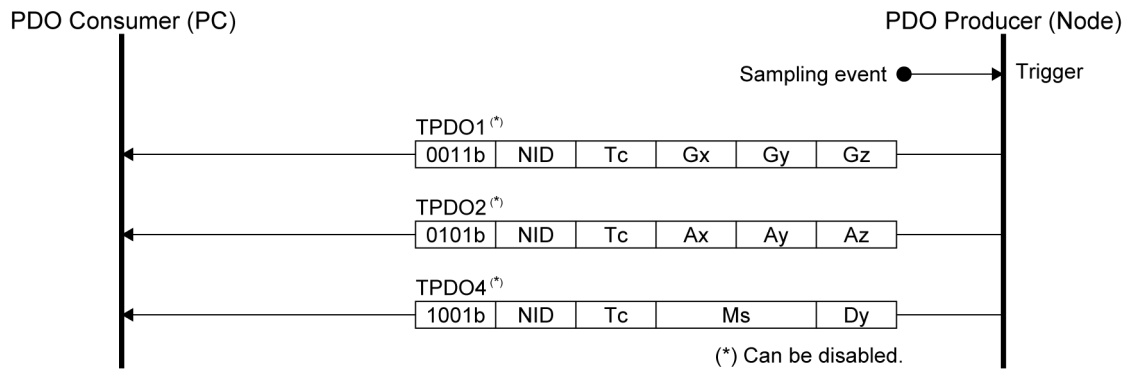 PDO Consumer (PC) PDO Producer (Node)
Sampling event Trigger
TPDO1 (*)
0011b NID Tc Gx Gy Gz
TPDO2 (*)
0101b NID Tc Ax Ay Az
TPDO4 (*)
1001b NID Tc Ms Dy
(*) Can be disabled.